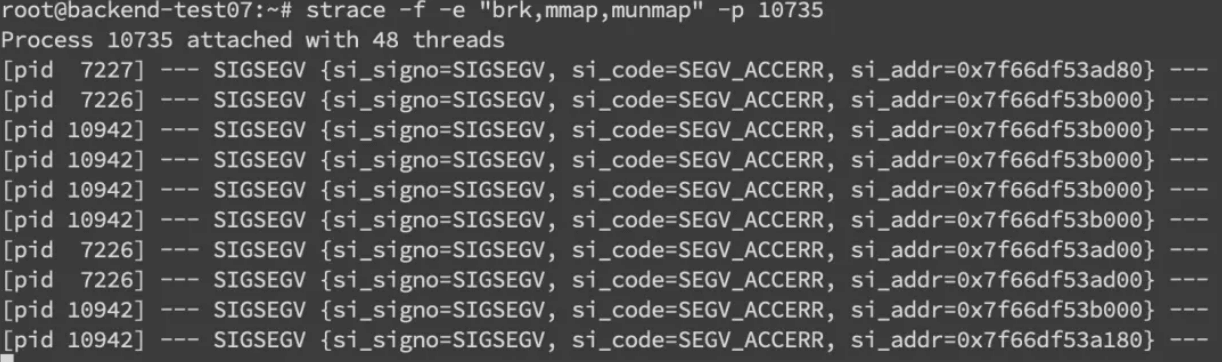 root@backend-test07:~# strace -f -e "brk,mmap,munmap" -p 10735
Process 10735 attached with 48 threads
[pid  7227] --- SIGSEGV {si_signo=SIGSEGV, si_code=SEGV_ACCERR, si_addr=0x7f66df53ad80} ---
[pid  7226] --- SIGSEGV {si_signo=SIGSEGV, si_code=SEGV_ACCERR, si_addr=0x7f66df53b000} ---
[pid 10942] --- SIGSEGV {si_signo=SIGSEGV, si_code=SEGV_ACCERR, si_addr=0x7f66df53b000} ---
[pid 10942] --- SIGSEGV {si_signo=SIGSEGV, si_code=SEGV_ACCERR, si_addr=0x7f66df53b000} ---
[pid 10942] --- SIGSEGV {si_signo=SIGSEGV, si_code=SEGV_ACCERR, si_addr=0x7f66df53b000} ---
[pid 10942] --- SIGSEGV {si_signo=SIGSEGV, si_code=SEGV_ACCERR, si_addr=0x7f66df53b000} ---
[pid  7226] --- SIGSEGV {si_signo=SIGSEGV, si_code=SEGV_ACCERR, si_addr=0x7f66df53ad00} ---
[pid  7226] --- SIGSEGV {si_signo=SIGSEGV, si_code=SEGV_ACCERR, si_addr=0x7f66df53ad00} ---
[pid 10942] --- SIGSEGV {si_signo=SIGSEGV, si_code=SEGV_ACCERR, si_addr=0x7f66df53b000} ---
[pid 10942] --- SIGSEGV {si_signo=SIGSEGV, si_code=SEGV_ACCERR, si_addr=0x7f66df53a180} ---